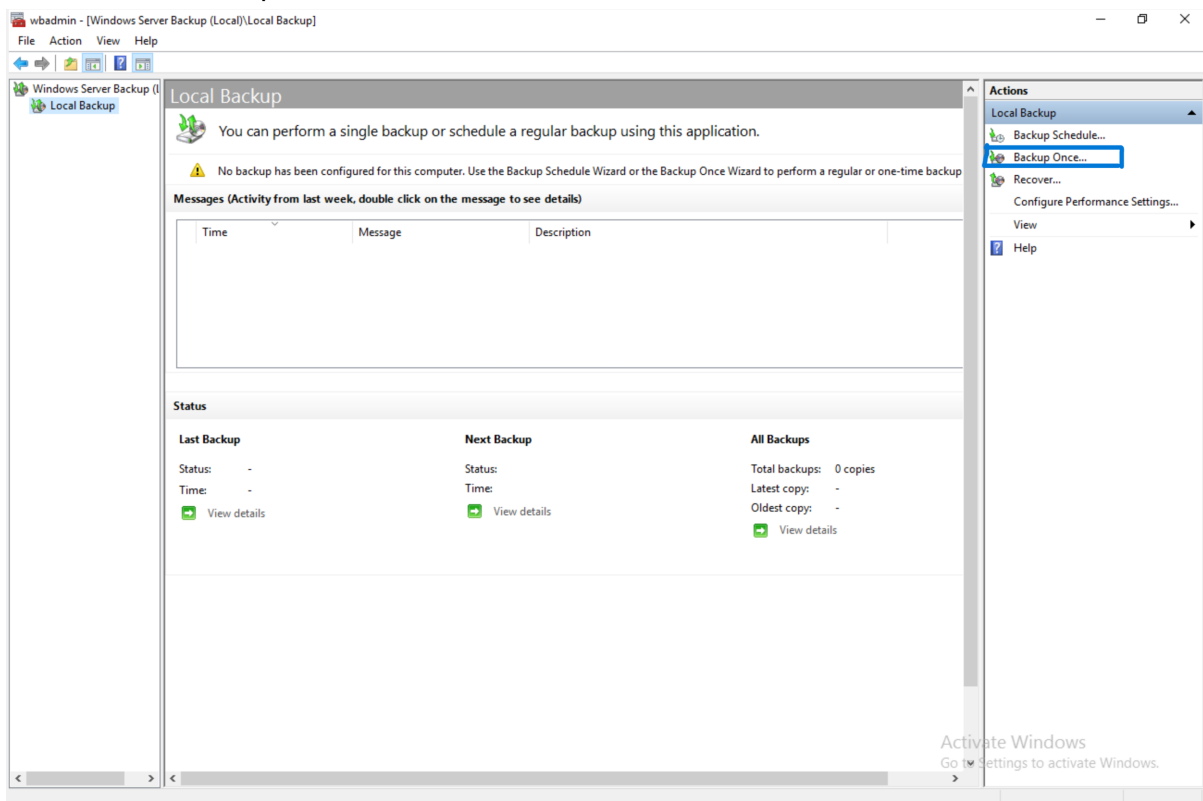 wbadmin - [Windows Server Backup (Local)\Local Backup]
File Action View Help
Windows Server Backup (L
Local Backup
Local Backup
You can perform a single backup or schedule a regular backup using this application.
No backup has been configured for this computer. Use the Backup Schedule Wizard or the Backup Once Wizard to perform a regular or one-time backup
Messages (Activity from last week, double click on the message to see details)
Time Message Description
Status
Last Backup
Status: -
Time: -
View details
Next Backup
Status:
Time:
View details
All Backups
Total backups: 0 copies
Latest copy: -
Oldest copy: -
View details
Actions
Local Backup
Backup Schedule...
Backup Once...
Recover...
Configure Performance Settings...
View
Help
Activate Windows
Go to Settings to activate Windows.